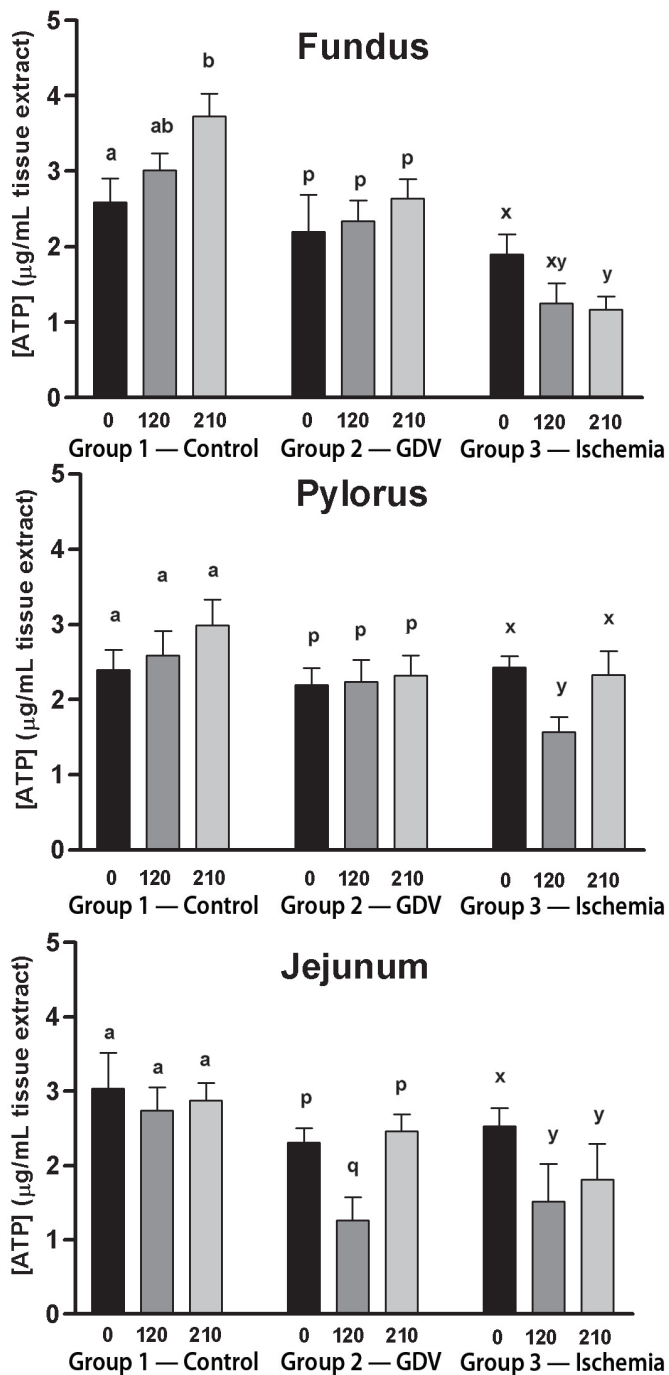 Fundus
[ATP] (μg/mL tissue extract)
5
4
3
2
1
0
a
ab
b
p
p
p
x
xy
y
0 120 210 0 120 210 0 120 210
Group 1 — Control Group 2 — GDV Group 3 — Ischemia
Pylorus
[ATP] (μg/mL tissue extract)
5
4
3
2
1
0
a
a
a
p
p
p
x
y
x
0 120 210 0 120 210 0 120 210
Group 1 — Control Group 2 — GDV Group 3 — Ischemia
Jejunum
[ATP] (μg/mL tissue extract)
5
4
3
2
1
0
a
a
a
p
q
p
x
y
y
0 120 210 0 120 210 0 120 210
Group 1 — Control Group 2 — GDV Group 3 — Ischemia